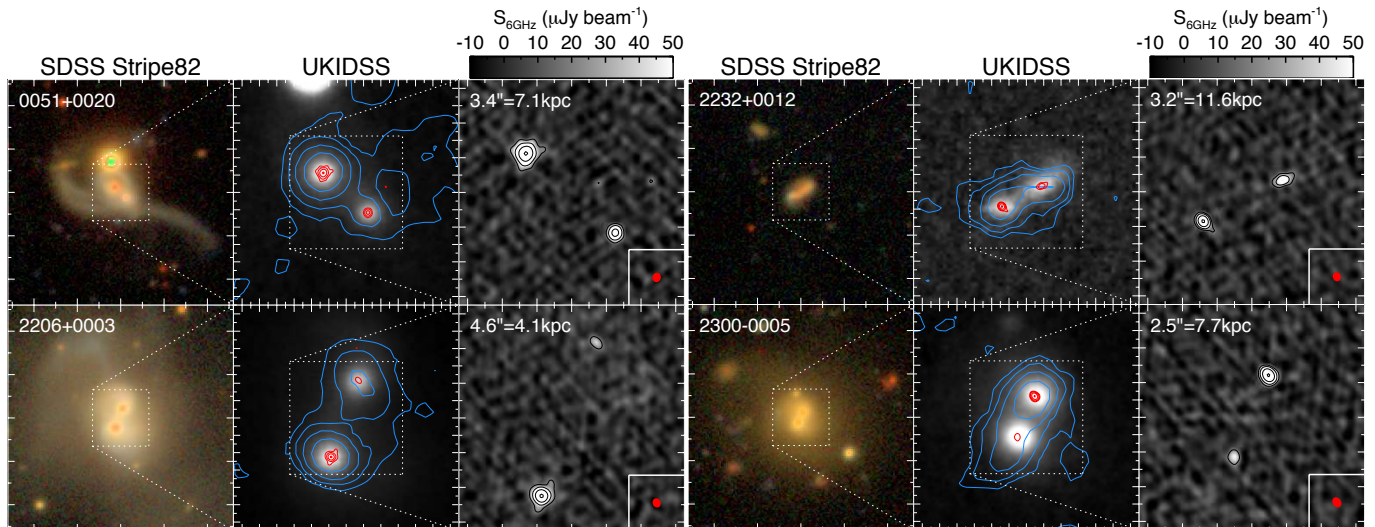 S6GHz (μJy beam-1)
-10 0 10 20 30 40 50
S6GHz (μJy beam-1)
-10 0 10 20 30 40 50
SDSS Stripe82
UKIDSS
SDSS Stripe82
UKIDSS
0051+0020
3.4"=7.1kpc
2232+0012
3.2"=11.6kpc
2206+0003
4.6"=4.1kpc
2300-0005
2.5"=7.7kpc